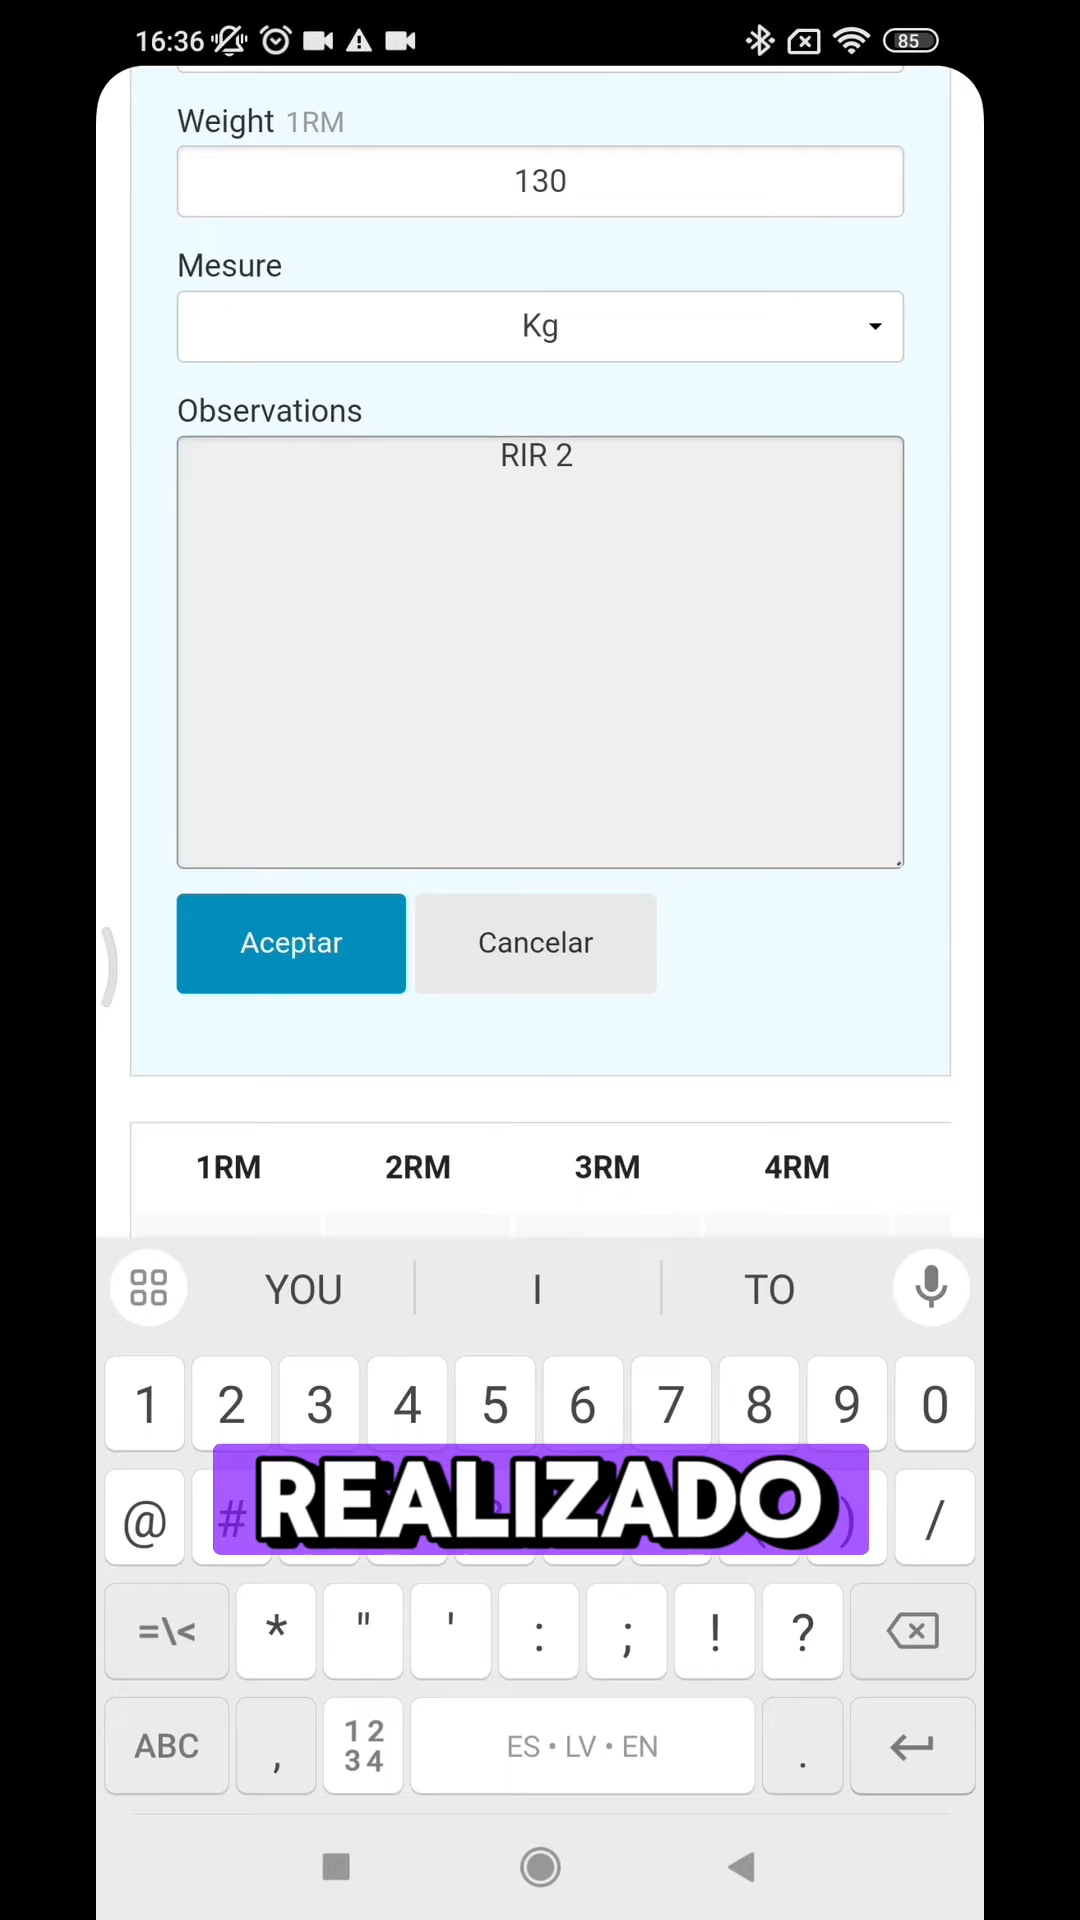 16:36 85
Weight 1RM
130
Mesure
Kg
Observations
RIR 2
Aceptar Cancelar
1RM 2RM 3RM 4RM
YOU I TO
1 2 3 4 5 6 7 8 9 0
@ # ) /
REALIZADO
=\< * " ' : ; ! ?
ABC , 12 34 ES • LV • EN .